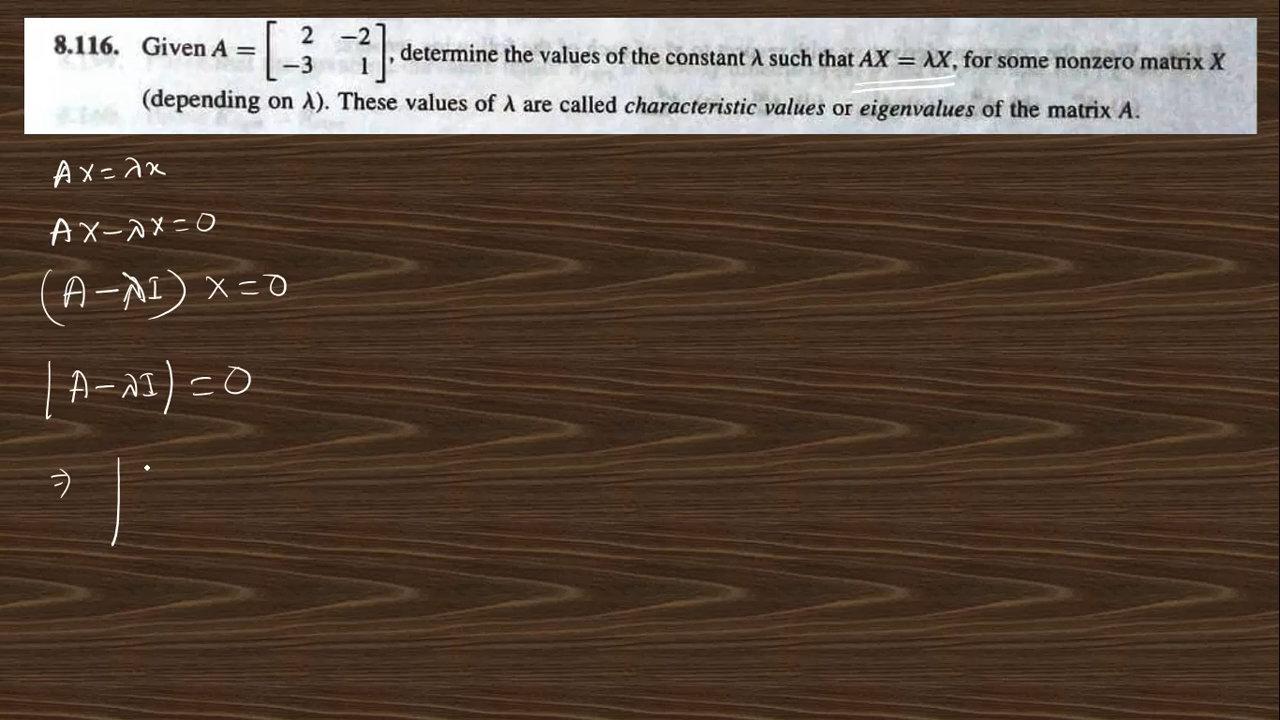 8.116. Given A = [ 2 −2 ; −3 1 ], determine the values of the constant λ such that AX = λX, for some nonzero matrix X
(depending on λ). These values of λ are called characteristic values or eigenvalues of the matrix A.
AX=λx
AX−λX=0
(A−λI) X=0
|A−λI|=0
⇒ |